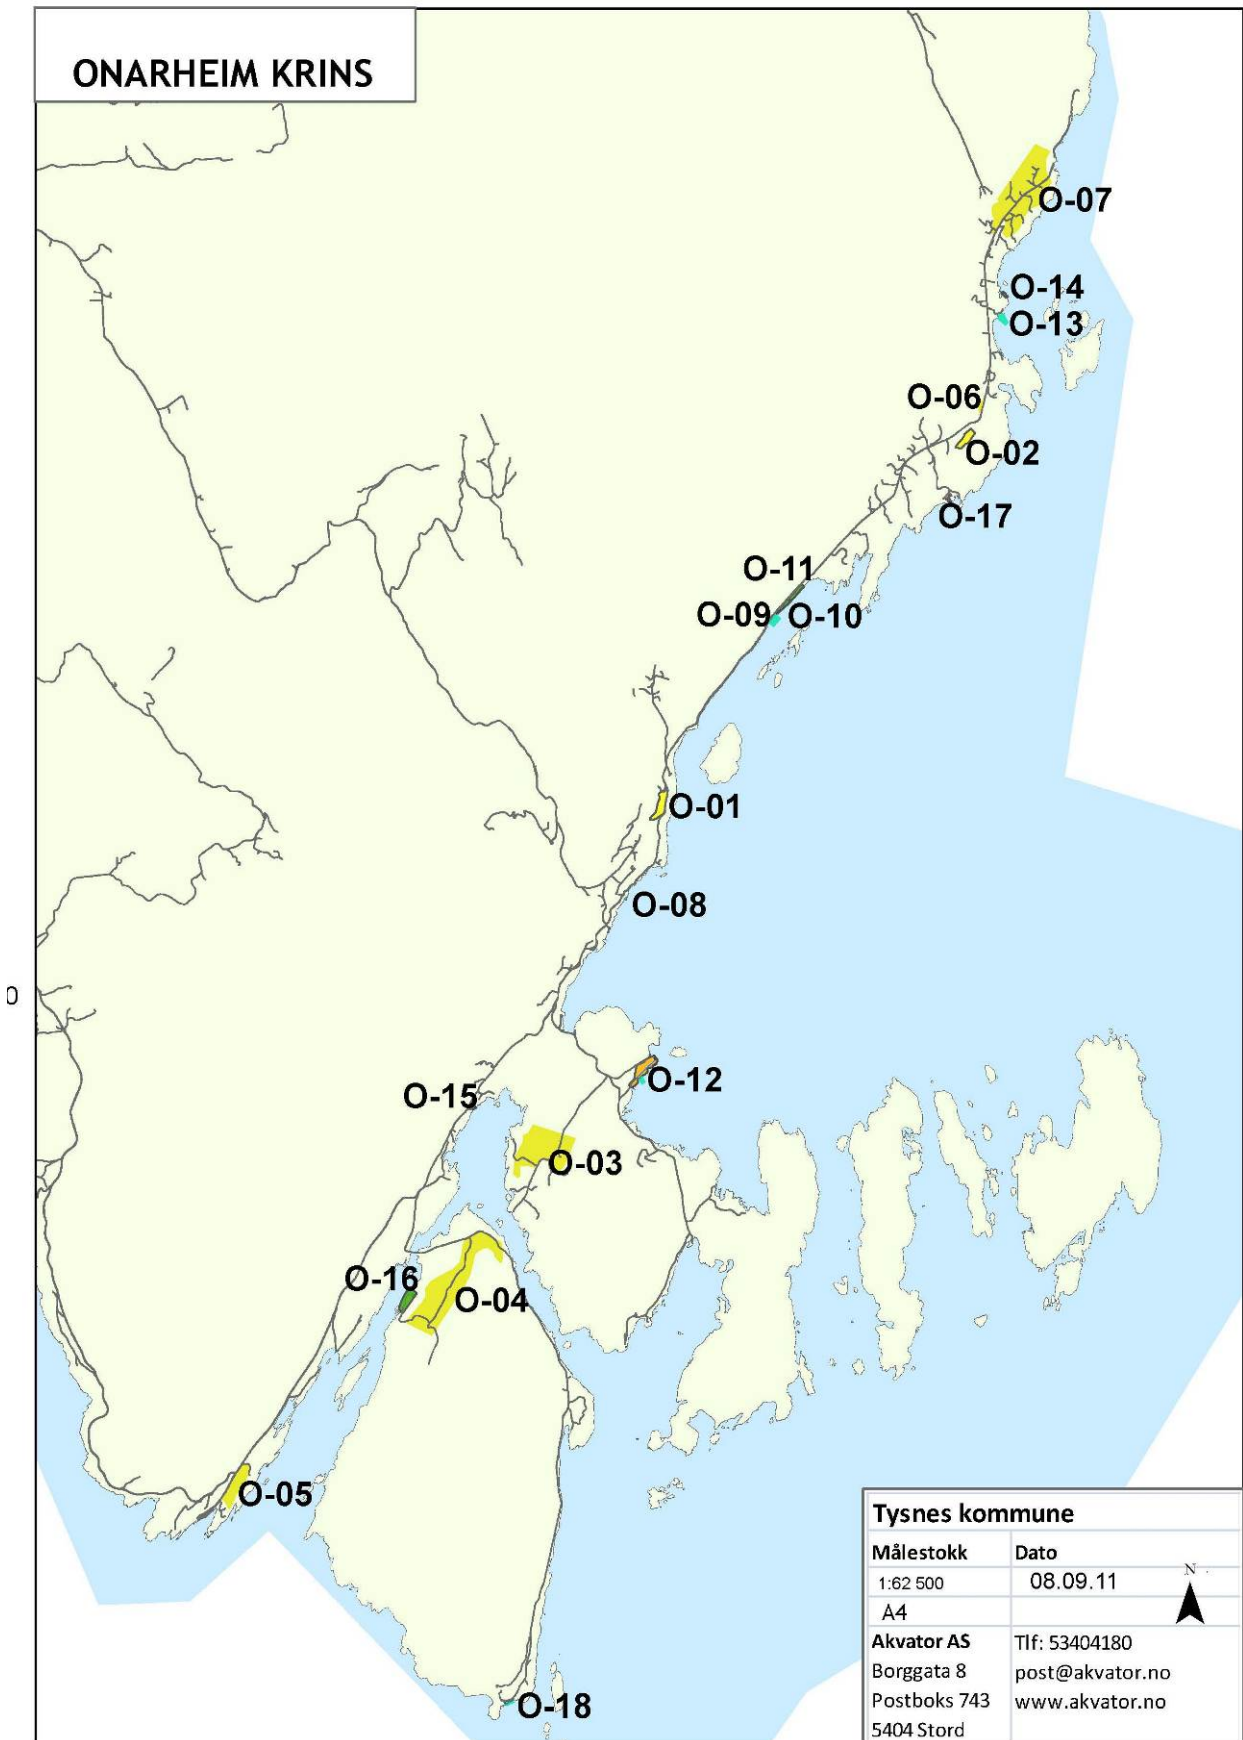 ONARHEIM KRINS
O-07
O-14
O-13
O-06
O-02
O-17
O-11
O-09 O-10
O-01
O-08
O-12
O-15
O-03
O-16
O-04
O-05
O-18
Tysnes kommune
Målestokk Dato
1:62 500 08.09.11
N
A4
Akvator AS Tlf: 53404180
Borggata 8 post@akvator.no
Postboks 743 www.akvator.no
5404 Stord